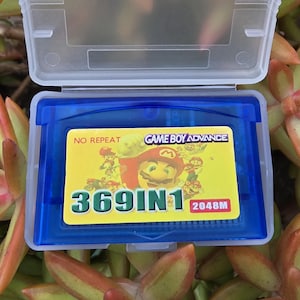 NO REPEAT GAME BOY ADVANCE
369IN1 2048M